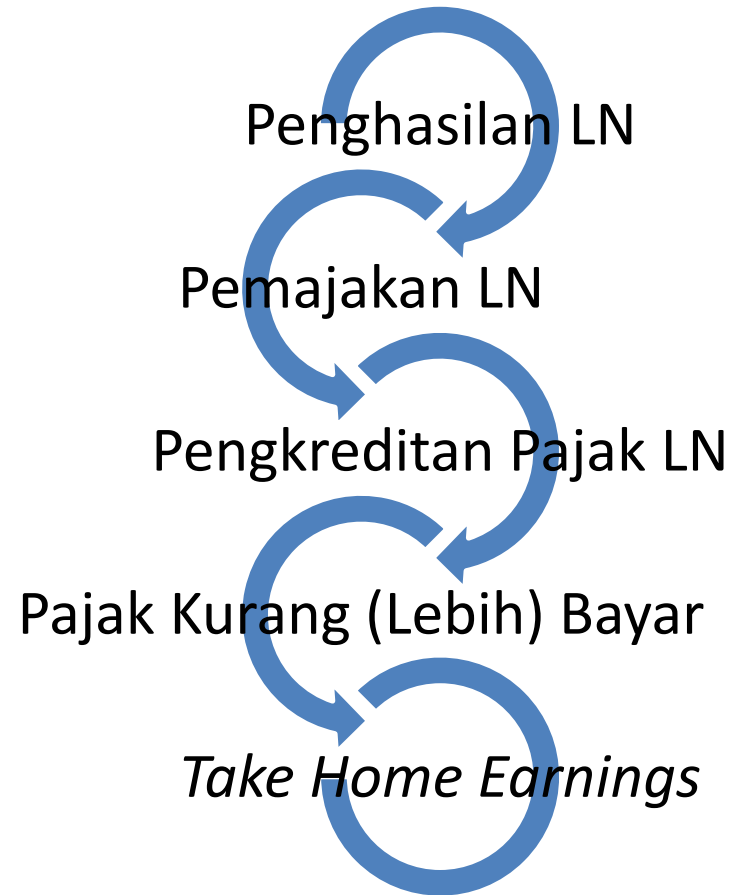 Penghasilan LN
Pemajakan LN
Pengkreditan Pajak LN
Pajak Kurang (Lebih) Bayar
Take Home Earnings